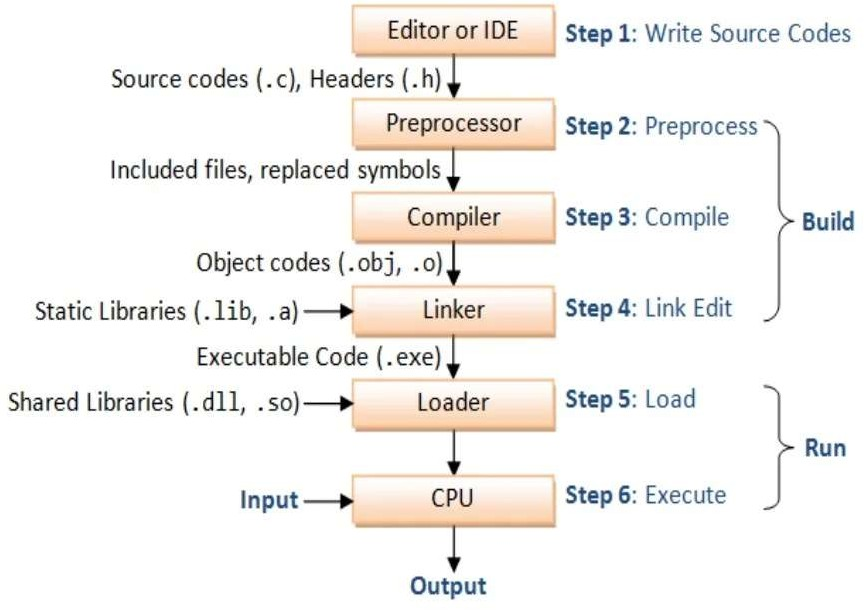 Editor or IDE
Step 1: Write Source Codes
Source codes (.c), Headers (.h)
Preprocessor
Step 2: Preprocess
Included files, replaced symbols
Compiler
Step 3: Compile
Build
Object codes (.obj, .o)
Static Libraries (.lib, .a)
Linker
Step 4: Link Edit
Executable Code (.exe)
Shared Libraries (.dll, .so)
Loader
Step 5: Load
Run
Input
CPU
Step 6: Execute
Output